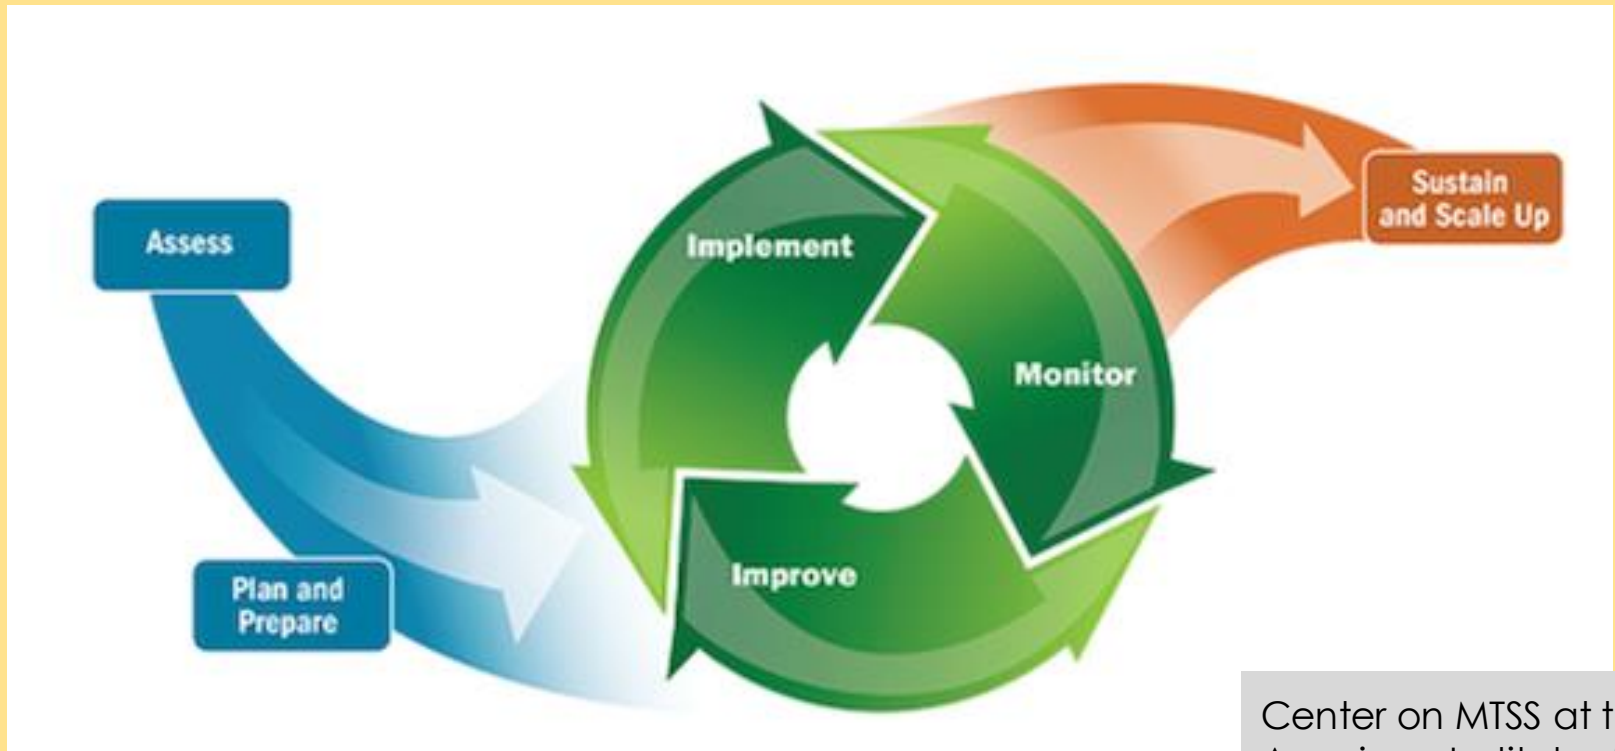 Assess
Plan and
Prepare
Implement
Monitor
Improve
Sustain
and Scale Up
Center on MTSS at t